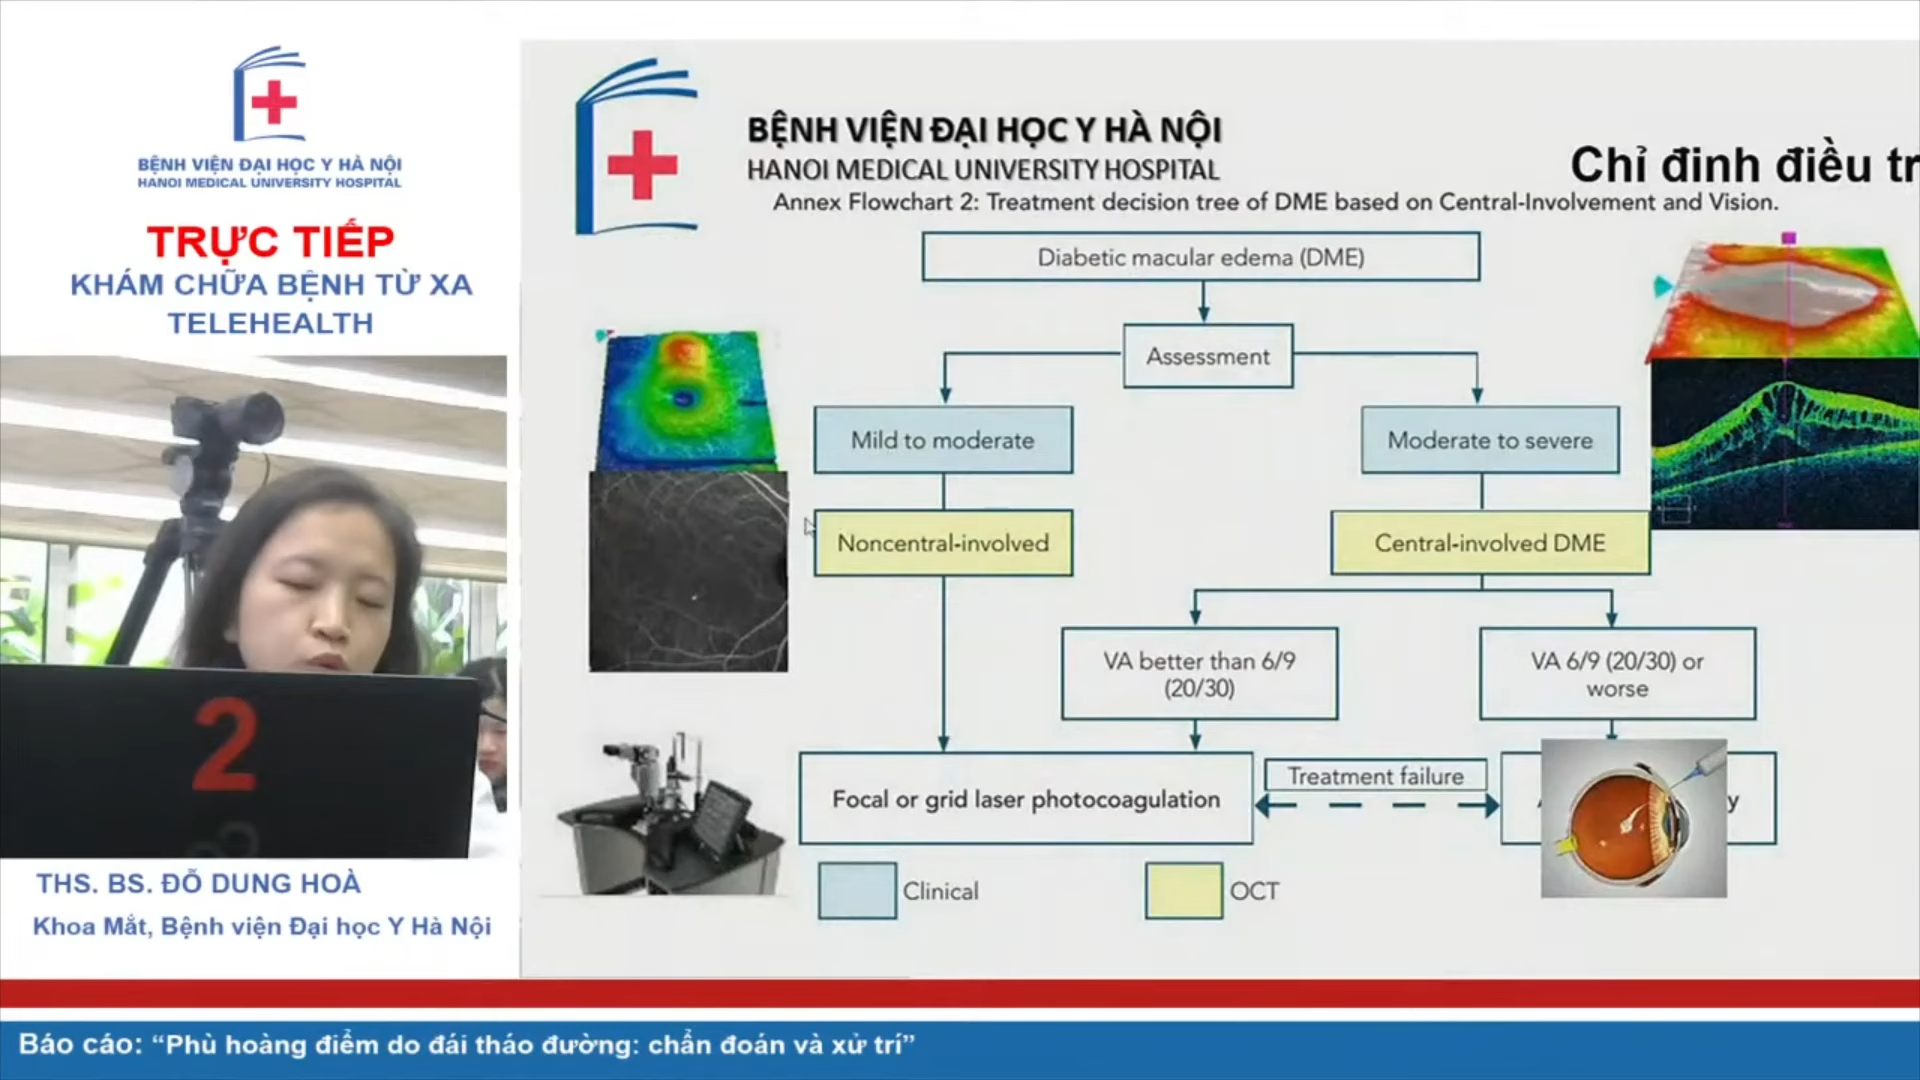 BỆNH VIỆN ĐẠI HỌC Y HÀ NỘI
HANOI MEDICAL UNIVERSITY HOSPITAL
TRỰC TIẾP
KHÁM CHỮA BỆNH TỪ XA
TELEHEALTH
2
THS. BS. ĐỖ DUNG HOÀ
Khoa Mắt, Bệnh viện Đại học Y Hà Nội
BỆNH VIỆN ĐẠI HỌC Y HÀ NỘI
HANOI MEDICAL UNIVERSITY HOSPITAL
Chỉ đinh điều tr
Annex Flowchart 2: Treatment decision tree of DME based on Central-Involvement and Vision.
Diabetic macular edema (DME)
Assessment
Mild to moderate
Moderate to severe
Noncentral-involved
Central-involved DME
VA better than 6/9
(20/30)
VA 6/9 (20/30) or
worse
Focal or grid laser photocoagulation
Treatment failure
y
Clinical
OCT
Báo cáo: “Phù hoàng điểm do đái tháo đường: chẩn đoán và xử trí”